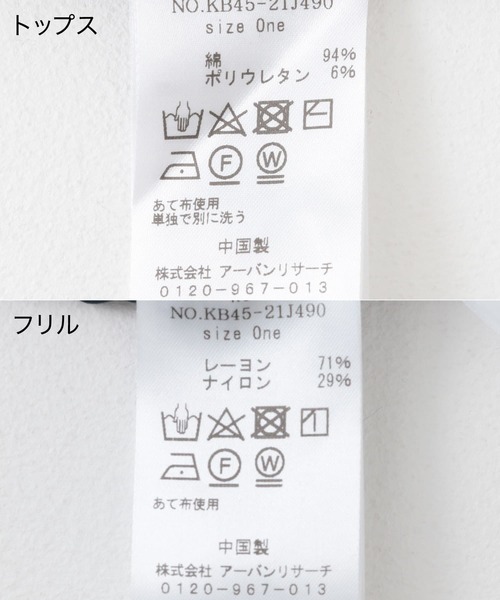 トップス
NO.KB45-21J490
size One
綿 94%
ポリウレタン 6%
F W
あて布使用
単独で別に洗う
中国製
株式会社 アーバンリサーチ
0120-967-013
フリル
NO.KB45-21J490
size One
レーヨン 71%
ナイロン 29%
F W
あて布使用
中国製
株式会社 アーバンリサーチ
0120-967-013